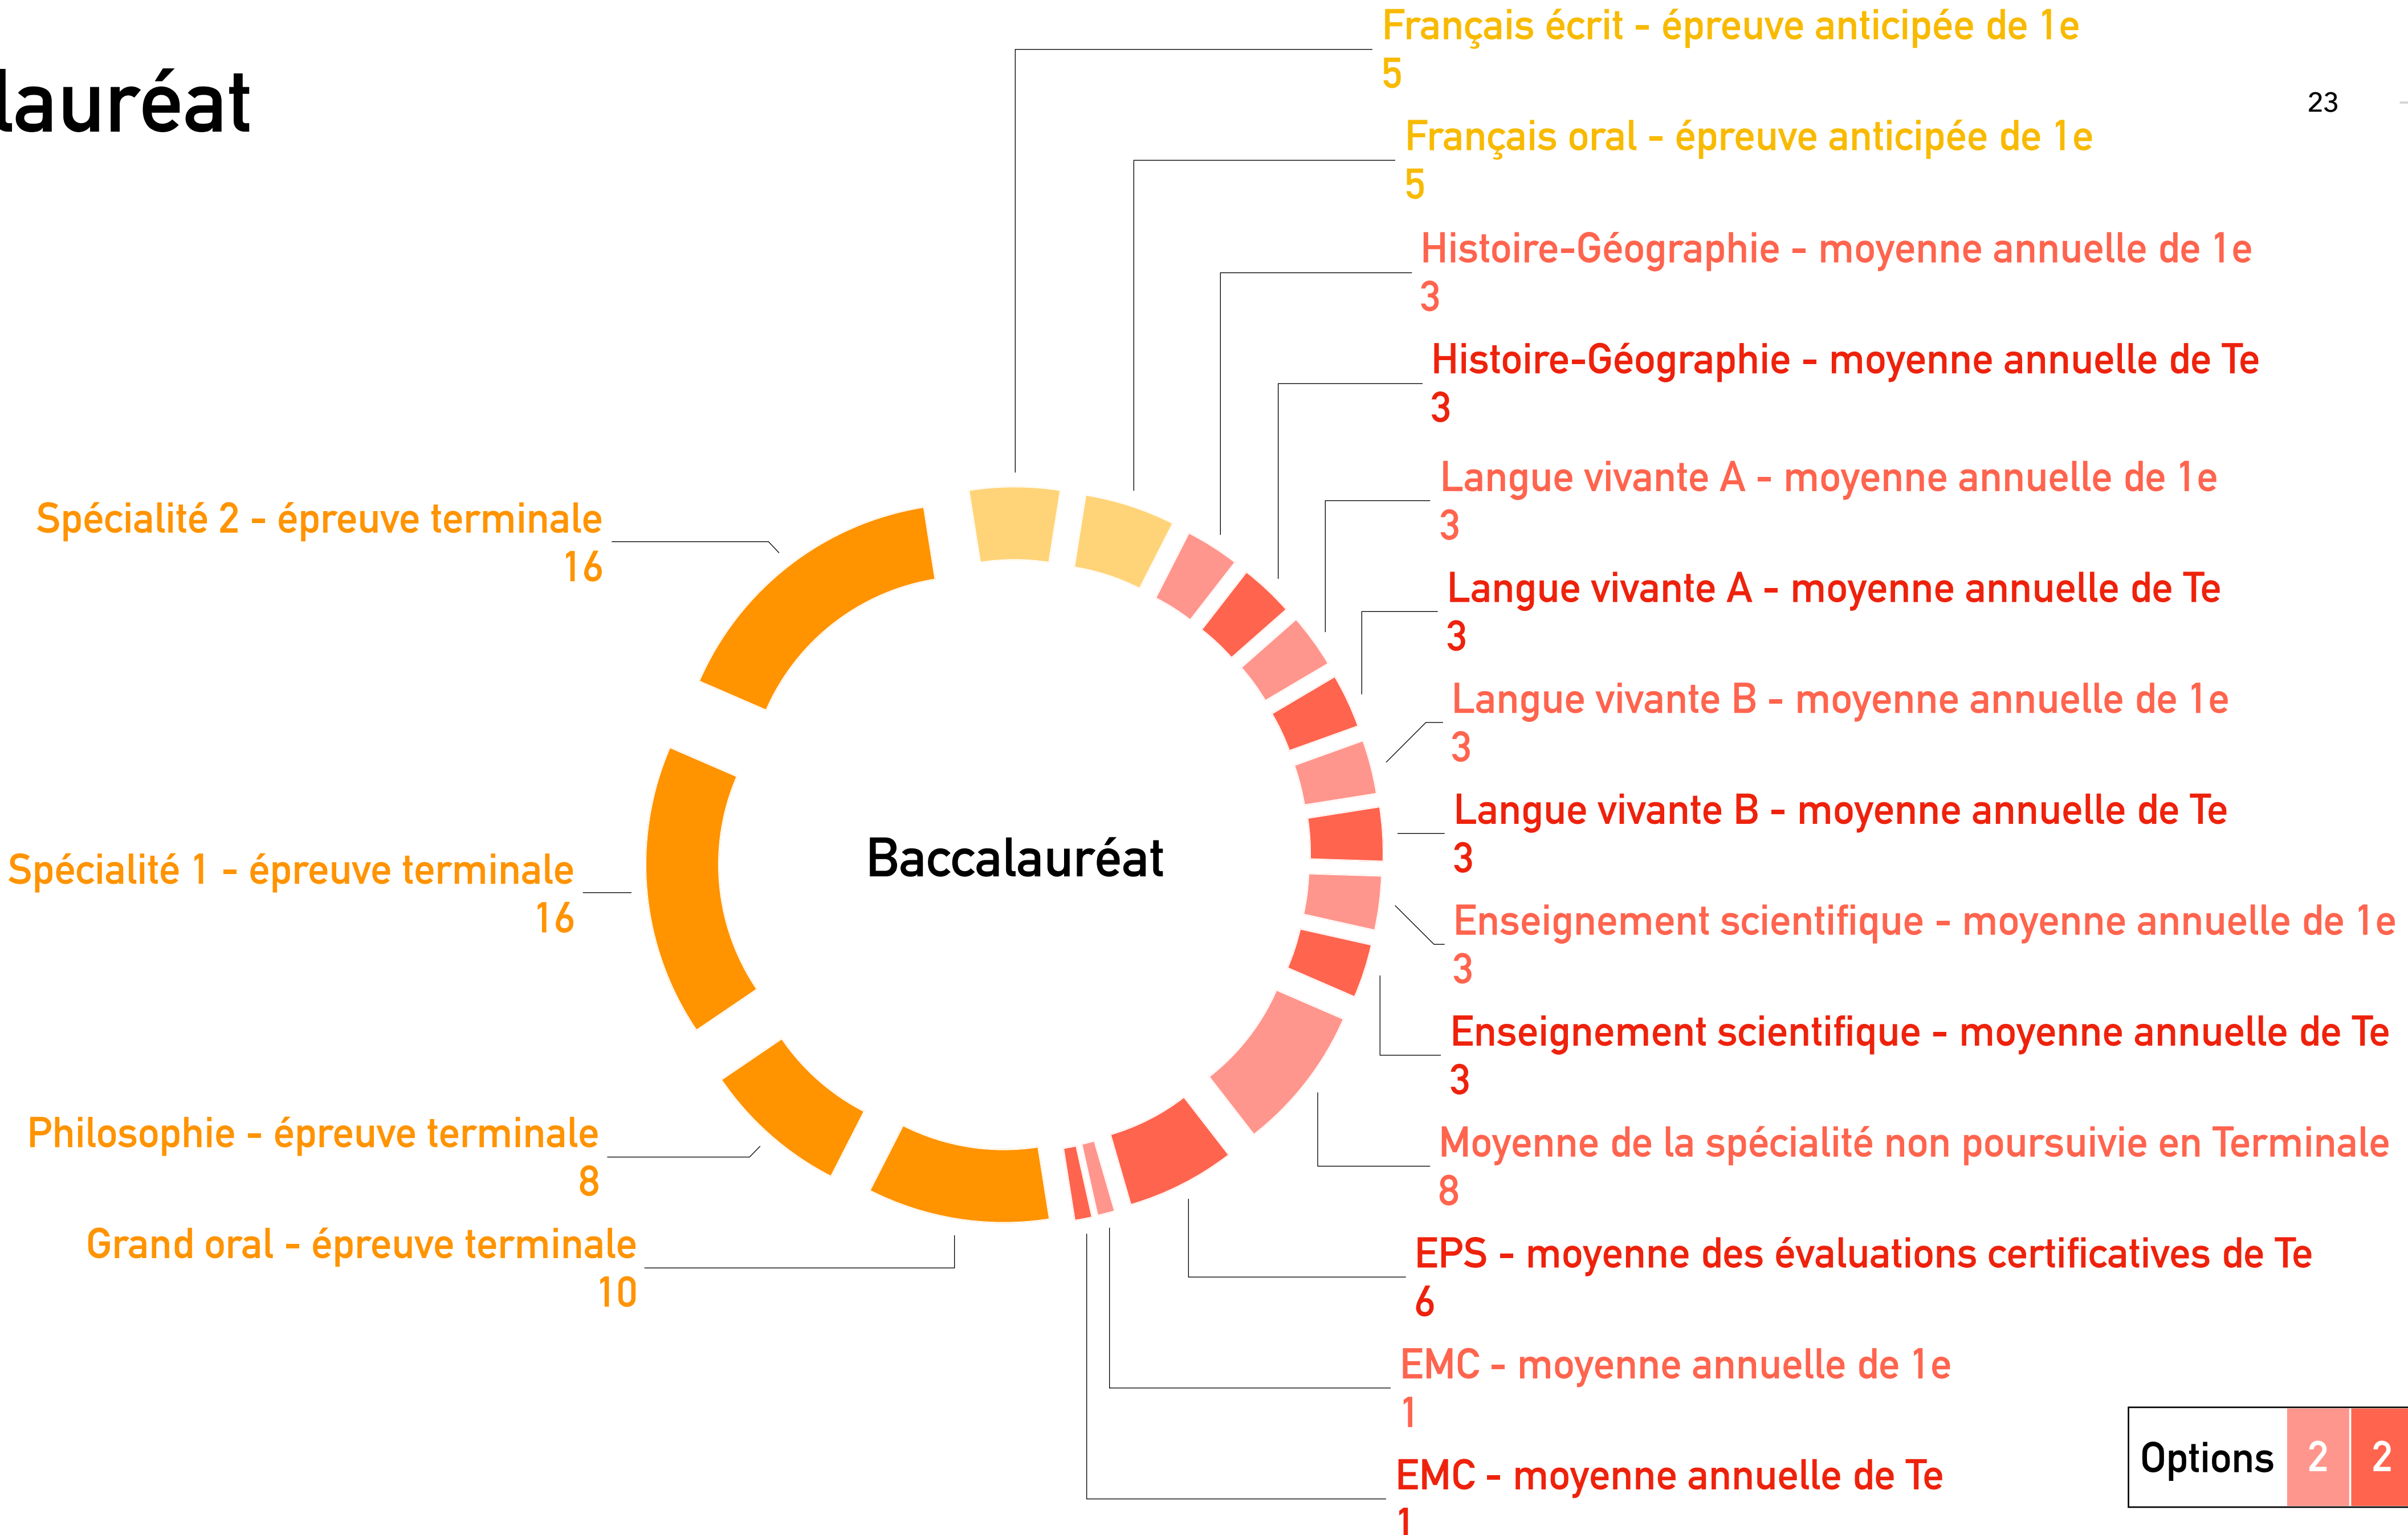 lauréat
23
Français écrit - épreuve anticipée de 1e
5
Français oral - épreuve anticipée de 1e
5
Histoire-Géographie - moyenne annuelle de 1e
3
Histoire-Géographie - moyenne annuelle de Te
3
Langue vivante A - moyenne annuelle de 1e
3
Langue vivante A - moyenne annuelle de Te
3
Langue vivante B - moyenne annuelle de 1e
3
Langue vivante B - moyenne annuelle de Te
3
Enseignement scientifique - moyenne annuelle de 1e
3
Enseignement scientifique - moyenne annuelle de Te
3
Moyenne de la spécialité non poursuivie en Terminale
8
EPS - moyenne des évaluations certificatives de Te
6
EMC - moyenne annuelle de 1e
1
EMC - moyenne annuelle de Te
1
Spécialité 2 - épreuve terminale
16
Spécialité 1 - épreuve terminale
16
Philosophie - épreuve terminale
8
Grand oral - épreuve terminale
10
Baccalauréat
Options 2 2